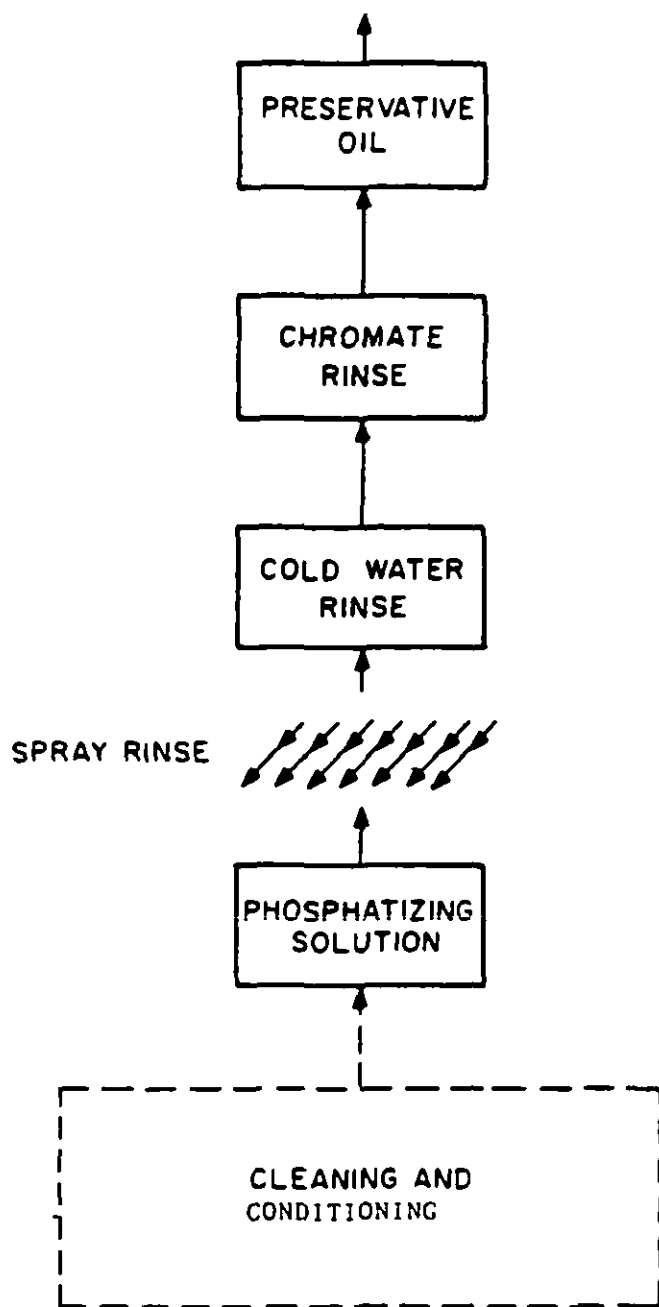 PRESERVATIVE
OIL
CHROMATE
RINSE
COLD WATER
RINSE
SPRAY RINSE
PHOSPHATIZING
SOLUTION
CLEANING AND
CONDITIONING